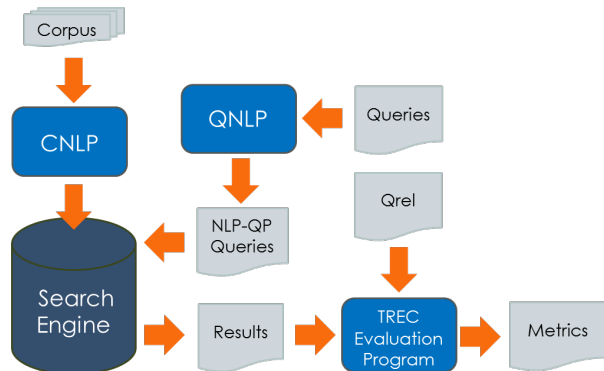 Corpus
CNLP
QNLP
Queries
Qrel
NLP-QP
Queries
Search
Engine
Results
TREC
Evaluation
Program
Metrics